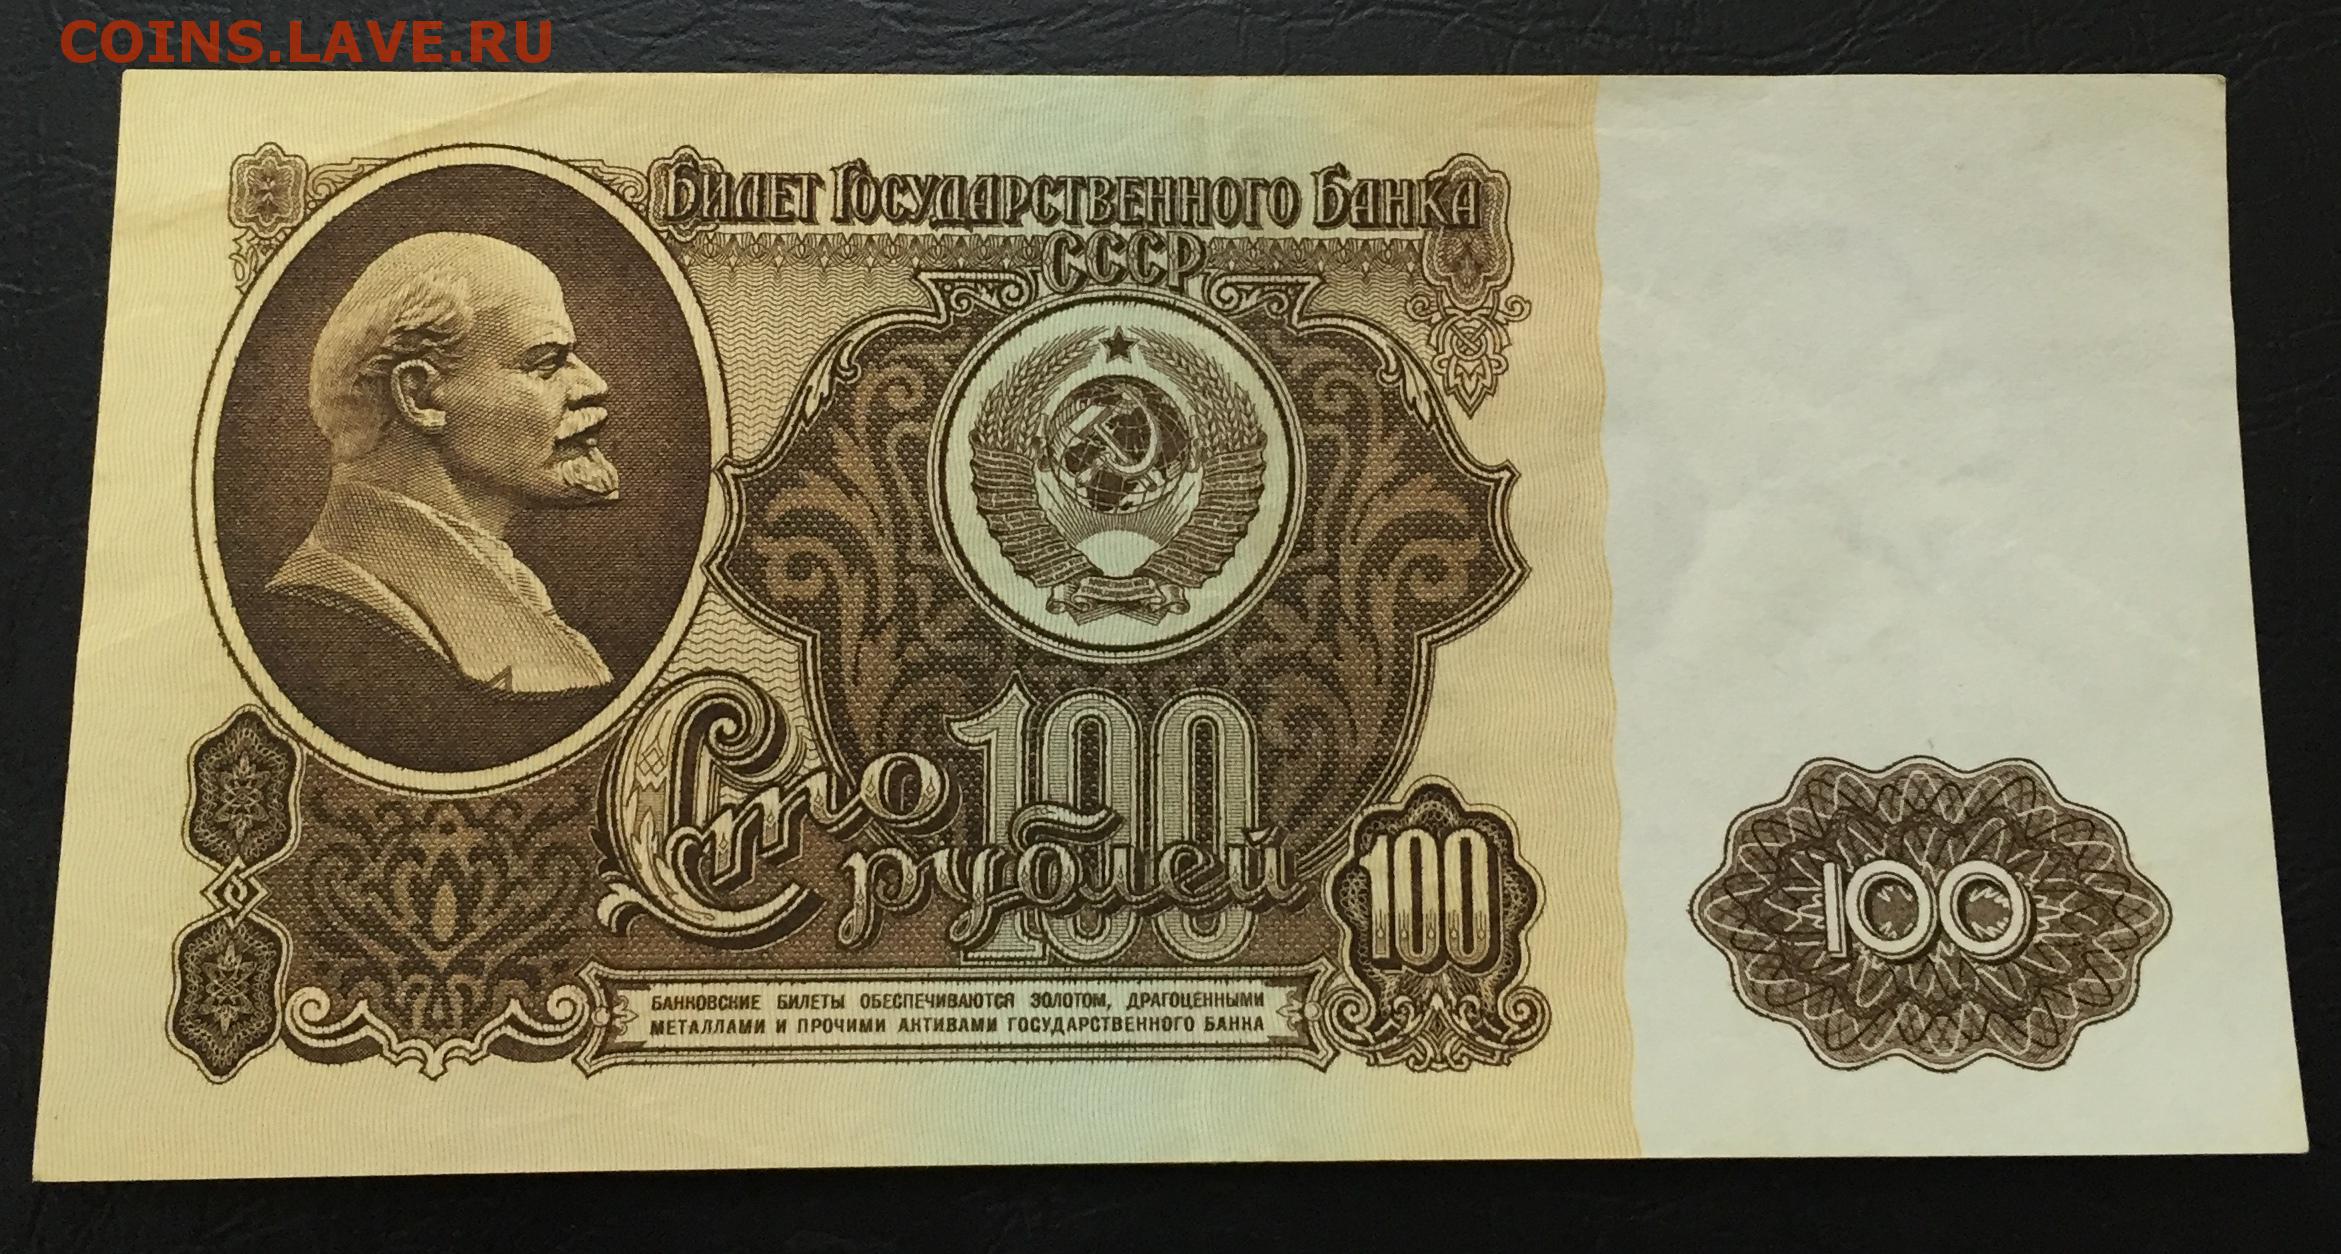 COINS.LAVE.RU
Билет Государственного Банка
СССР
100
Сто
рублей
100
100
БАНКОВСКИЕ БИЛЕТЫ ОБЕСПЕЧИВАЮТСЯ ЗОЛОТОМ, ДРАГОЦЕННЫМИ
МЕТАЛЛАМИ И ПРОЧИМИ АКТИВАМИ ГОСУДАРСТВЕННОГО БАНКА